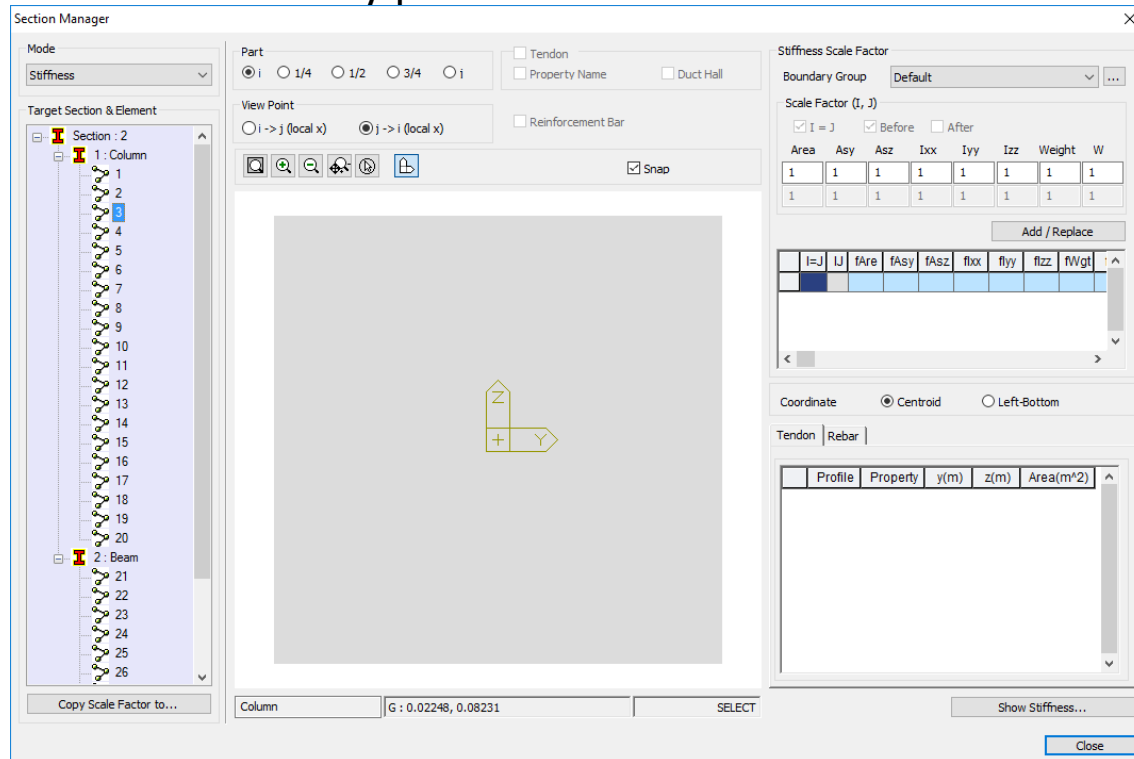 Section Manager
Mode
Stiffness
Target Section & Element
Section : 2
1 : Column
1
2
3
4
5
6
7
8
9
10
11
12
13
14
15
16
17
18
19
20
2 : Beam
21
22
23
24
25
26
Copy Scale Factor to...
Part
i 1/4 1/2 3/4 j
Tendon
Property Name Duct Hall
View Point
i -> j (local x) j -> i (local x)
Reinforcement Bar
Snap
Z
Y
Column G : 0.02248, 0.08231 SELECT
Stiffness Scale Factor
Boundary Group Default ...
Scale Factor (I, J)
I = J Before After
Area Asy Asz Ixx Iyy Izz Weight W
1 1 1 1 1 1 1 1
1 1 1 1 1 1 1 1
Add / Replace
I=J IJ fAre fAsy fAsz fIxx fIyy fIzz fWgt
Coordinate Centroid Left-Bottom
Tendon Rebar
Profile Property y(m) z(m) Area(m^2)
Show Stiffness...
Close